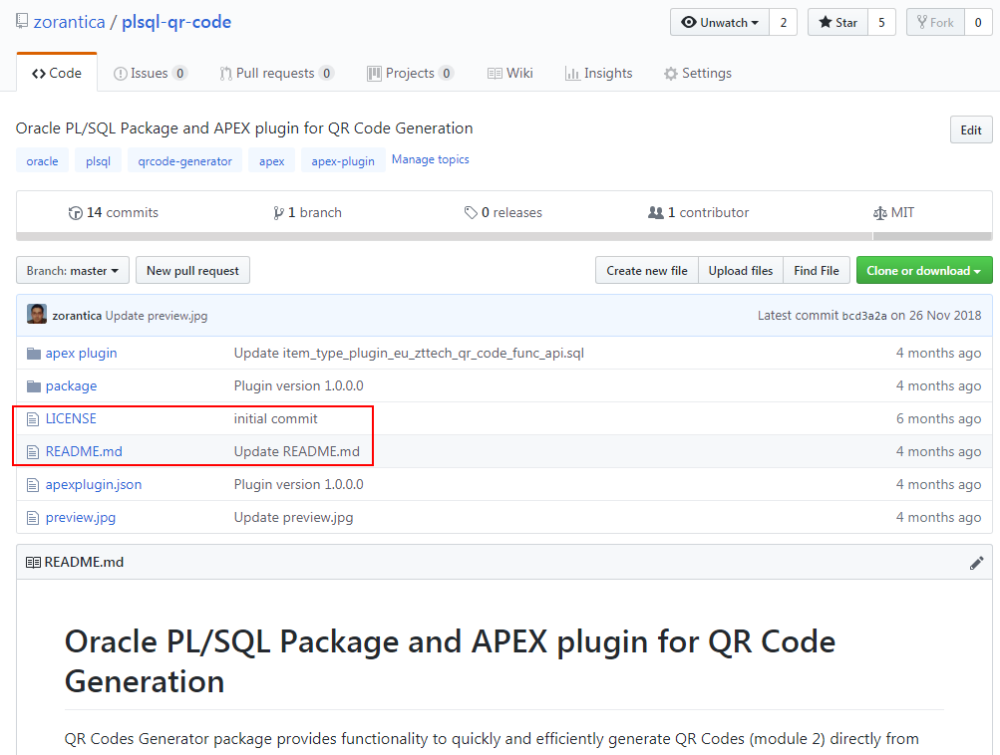 zorantica / plsql-qr-code
Unwatch 2 Star 5 Fork 0
Code Issues 0 Pull requests 0 Projects 0 Wiki Insights Settings
Oracle PL/SQL Package and APEX plugin for QR Code Generation
Edit
oracle plsql qrcode-generator apex apex-plugin Manage topics
14 commits 1 branch 0 releases 1 contributor MIT
Branch: master New pull request Create new file Upload files Find File Clone or download
zorantica Update preview.jpg Latest commit bcd3a2a on 26 Nov 2018
apex plugin Update item_type_plugin_eu_zttech_qr_code_func_api.sql 4 months ago
package Plugin version 1.0.0.0 4 months ago
LICENSE initial commit 6 months ago
README.md Update README.md 4 months ago
apexplugin.json Plugin version 1.0.0.0 4 months ago
preview.jpg Update preview.jpg 4 months ago
README.md
Oracle PL/SQL Package and APEX plugin for QR Code
Generation
QR Codes Generator package provides functionality to quickly and efficiently generate QR Codes (module 2) directly from